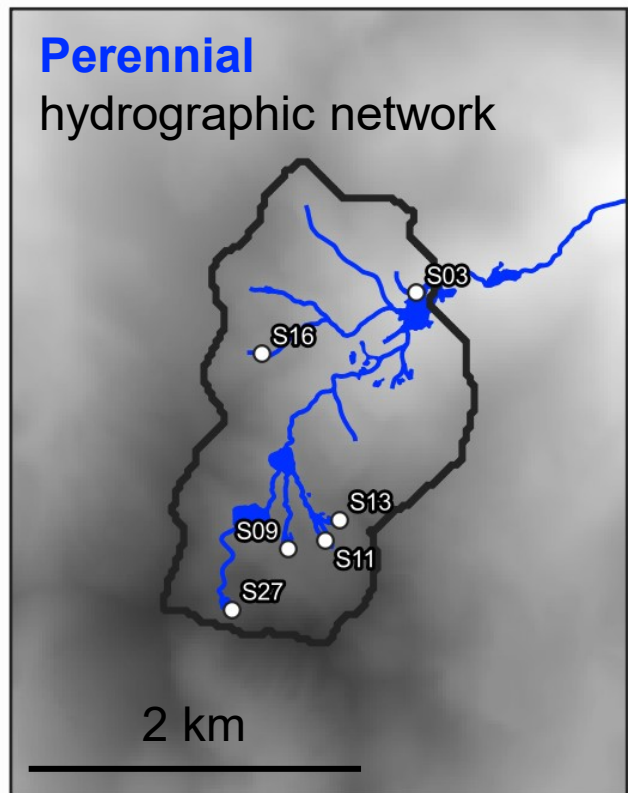 Perennial
hydrographic network
S03
S16
S13
S09
S11
S27
2 km